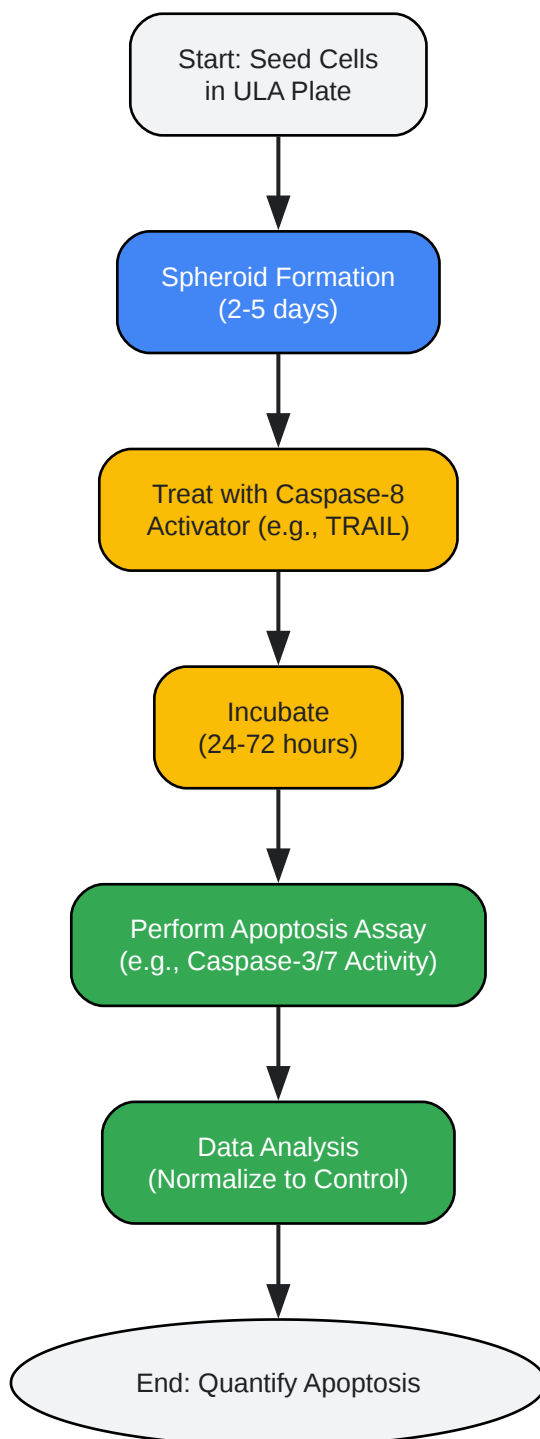 Start: Seed Cells
in ULA Plate
Spheroid Formation
(2-5 days)
Treat with Caspase-8
Activator (e.g., TRAIL)
Incubate
(24-72 hours)
Perform Apoptosis Assay
(e.g., Caspase-3/7 Activity)
Data Analysis
(Normalize to Control)
End: Quantify Apoptosis